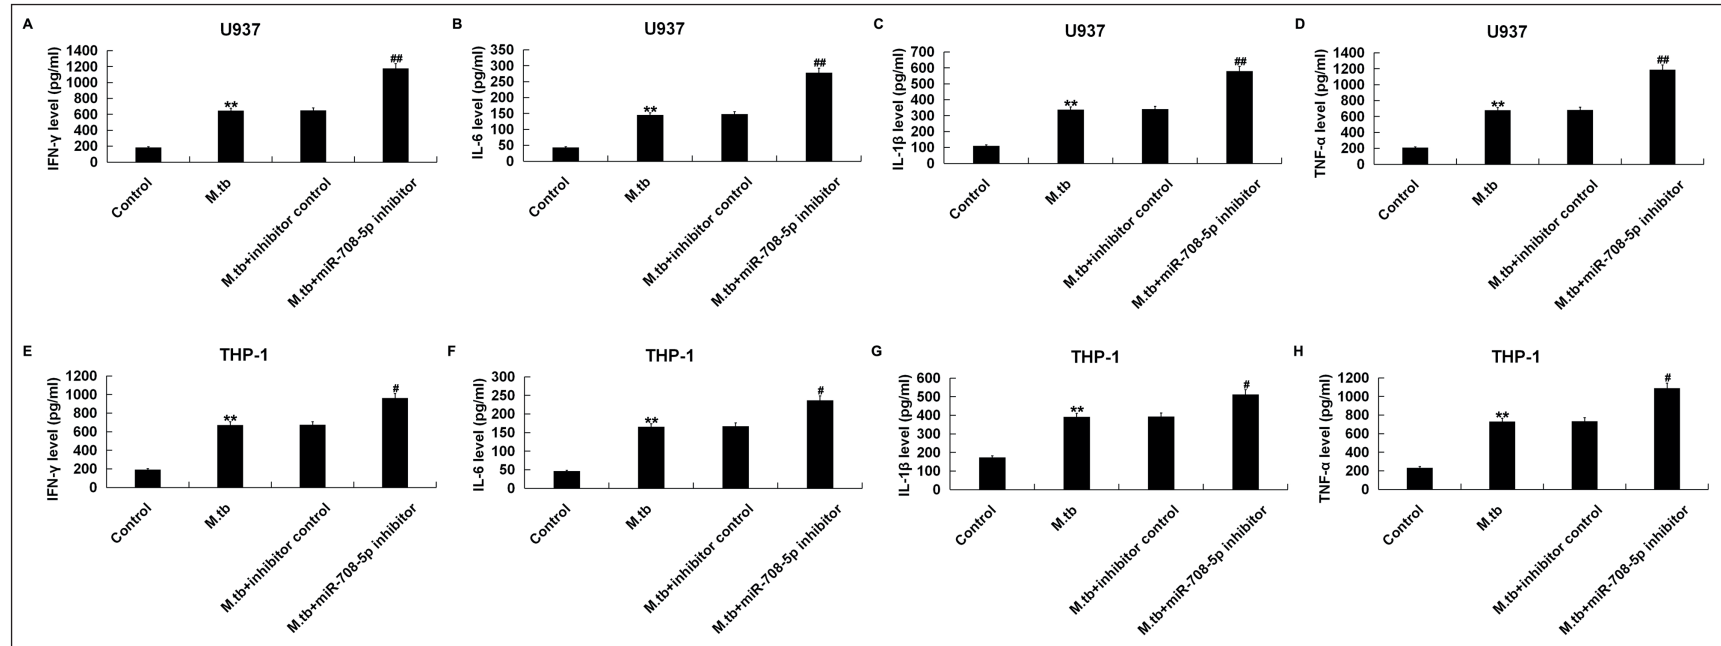 A
U937
IFN-γ level (pg/ml)
1400
1200
1000
800
600
400
200
0
**
##
Control
M.tb
M.tb+inhibitor control
M.tb+miR-708-5p inhibitor
B
U937
IL-6 level (pg/ml)
350
300
250
200
150
100
50
0
**
##
Control
M.tb
M.tb+inhibitor control
M.tb+miR-708-5p inhibitor
C
U937
IL-1β level (pg/ml)
700
600
500
400
300
200
100
0
**
##
Control
M.tb
M.tb+inhibitor control
M.tb+miR-708-5p inhibitor
D
U937
TNF-α level (pg/ml)
1400
1200
1000
800
600
400
200
0
**
##
Control
M.tb
M.tb+inhibitor control
M.tb+miR-708-5p inhibitor
E
THP-1
IFN-γ level (pg/ml)
1200
1000
800
600
400
200
0
**
#
Control
M.tb
M.tb+inhibitor control
M.tb+miR-708-5p inhibitor
F
THP-1
IL-6 level (pg/ml)
300
250
200
150
100
50
0
**
#
Control
M.tb
M.tb+inhibitor control
M.tb+miR-708-5p inhibitor
G
THP-1
IL-1β level (pg/ml)
600
500
400
300
200
100
0
**
#
Control
M.tb
M.tb+inhibitor control
M.tb+miR-708-5p inhibitor
H
THP-1
TNF-α level (pg/ml)
1200
1000
800
600
400
200
0
**
#
Control
M.tb
M.tb+inhibitor control
M.tb+miR-708-5p inhibitor